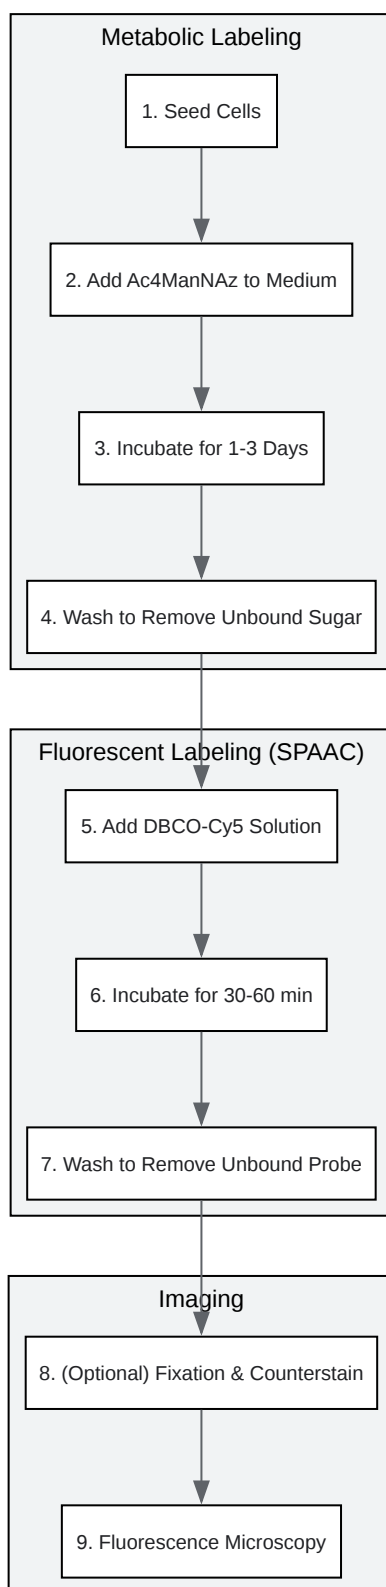 Metabolic Labeling
1. Seed Cells
2. Add Ac4ManNAz to Medium
3. Incubate for 1-3 Days
4. Wash to Remove Unbound Sugar
Fluorescent Labeling (SPAAC)
5. Add DBCO-Cy5 Solution
6. Incubate for 30-60 min
7. Wash to Remove Unbound Probe
Imaging
8. (Optional) Fixation & Counterstain
9. Fluorescence Microscopy